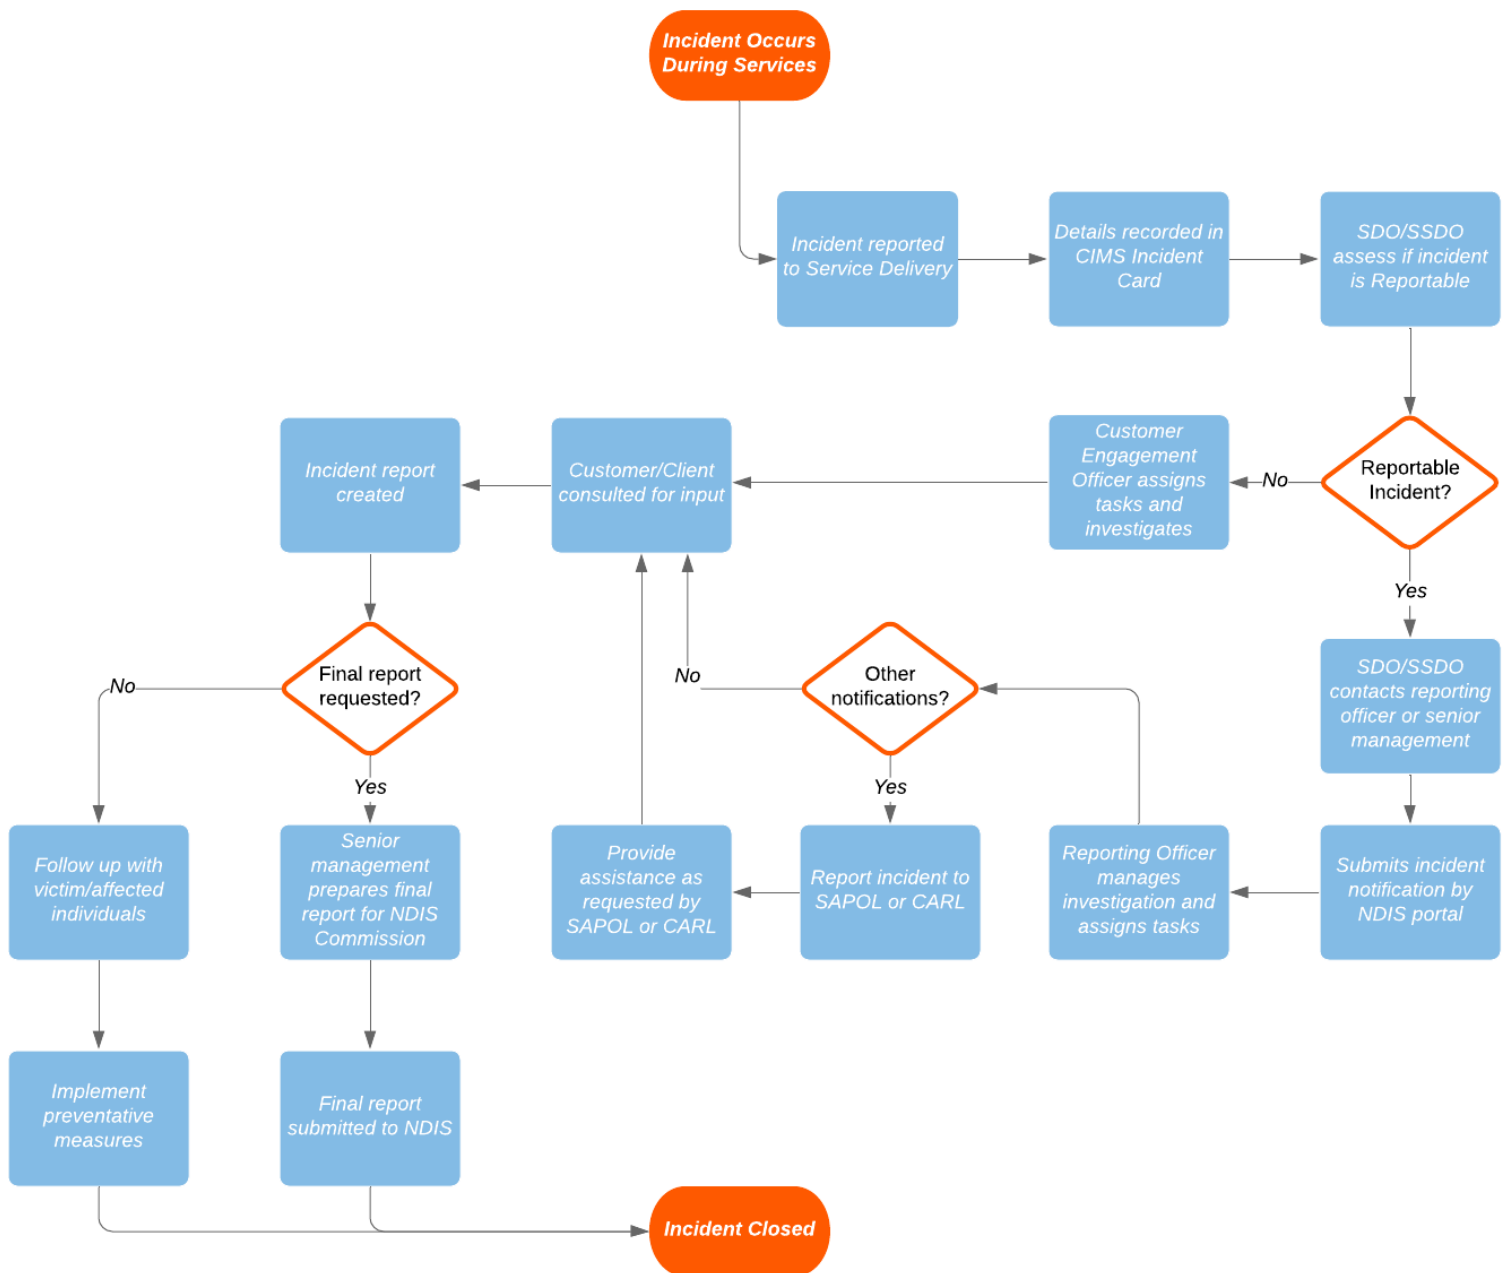 Incident Occurs
During Services
Incident reported
to Service Delivery
Details recorded in
CIMS Incident
Card
SDO/SSDO
assess if incident
is Reportable
Reportable
Incident?
No
Customer
Engagement
Officer assigns
tasks and
investigates
Customer/Client
consulted for input
Incident report
created
Yes
SDO/SSDO
contacts reporting
officer or senior
management
Submits incident
notification by
NDIS portal
Reporting Officer
manages
investigation and
assigns tasks
Other
notifications?
No
Yes
Report incident to
SAPOL or CARL
Provide
assistance as
requested by
SAPOL or CARL
Final report
requested?
No
Yes
Follow up with
victim/affected
individuals
Senior
management
prepares final
report for NDIS
Commission
Implement
preventative
measures
Final report
submitted to NDIS
Incident Closed